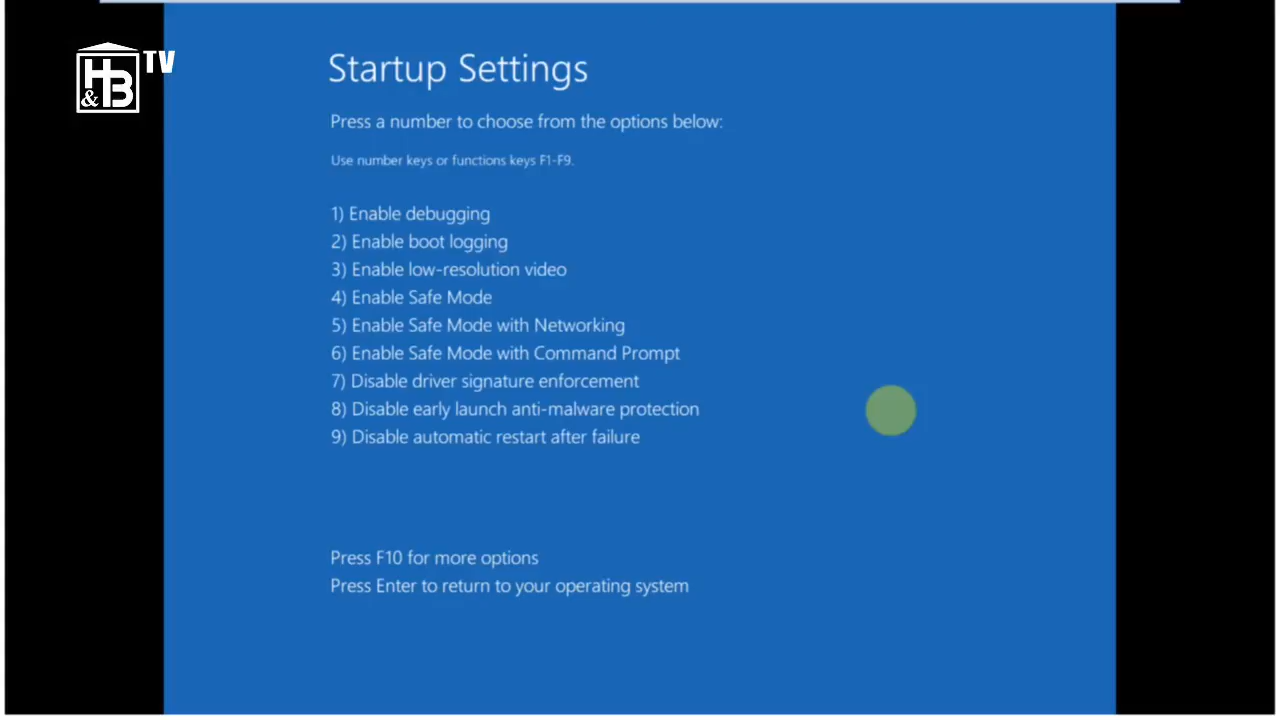 H&B TV
Startup Settings
Press a number to choose from the options below:
Use number keys or functions keys F1-F9.
1) Enable debugging
2) Enable boot logging
3) Enable low-resolution video
4) Enable Safe Mode
5) Enable Safe Mode with Networking
6) Enable Safe Mode with Command Prompt
7) Disable driver signature enforcement
8) Disable early launch anti-malware protection
9) Disable automatic restart after failure
Press F10 for more options
Press Enter to return to your operating system